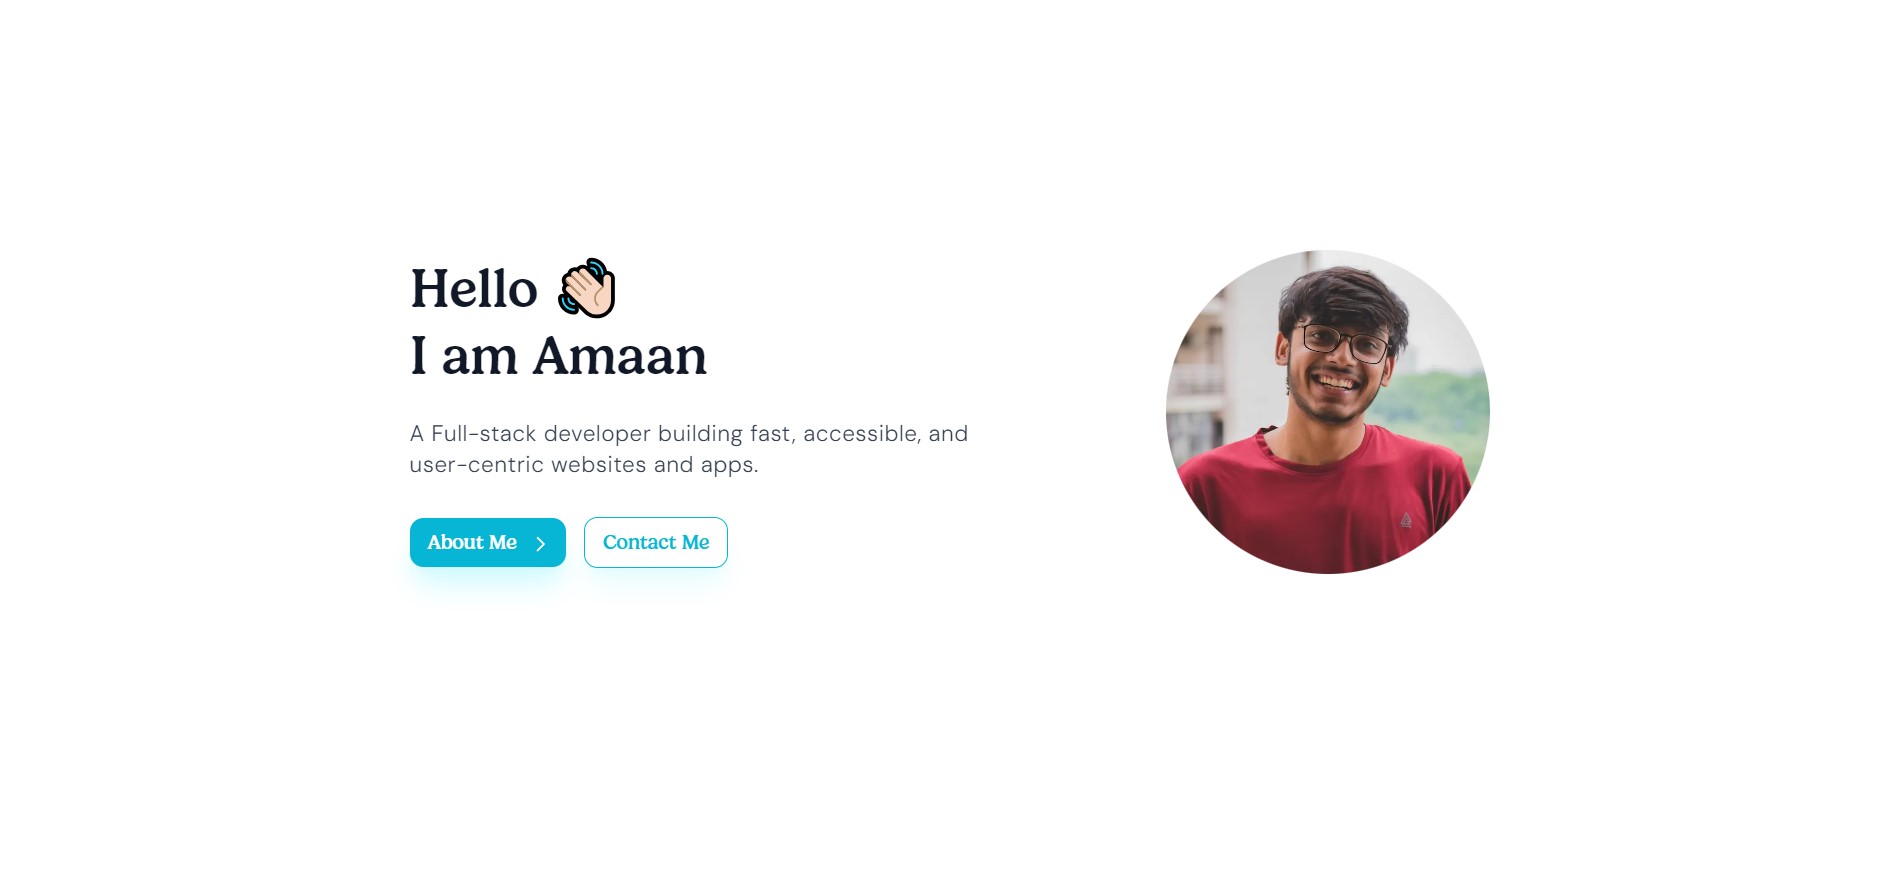 Hello 👋🏻
I am Amaan
A Full-stack developer building fast, accessible, and
user-centric websites and apps.
About Me
Contact Me